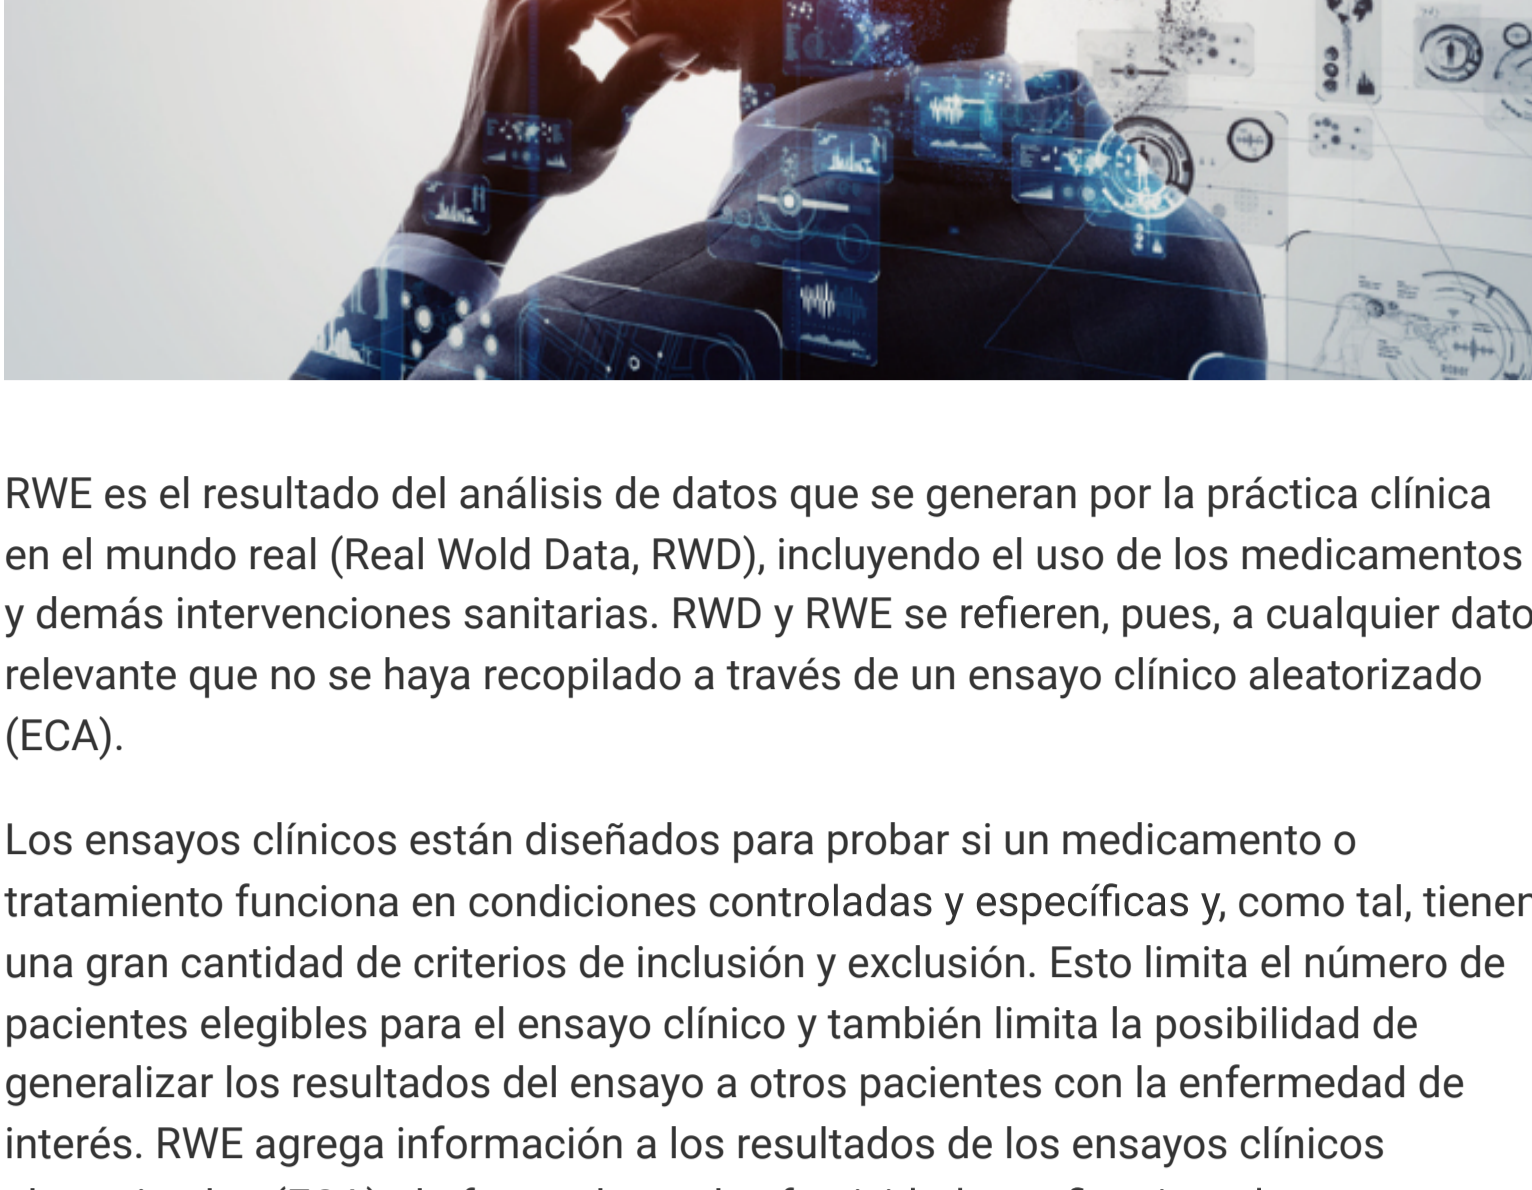 RWE es el resultado del análisis de datos que se generan por la práctica clínica
en el mundo real (Real Wold Data, RWD), incluyendo el uso de los medicamentos
y demás intervenciones sanitarias. RWD y RWE se refieren, pues, a cualquier dato
relevante que no se haya recopilado a través de un ensayo clínico aleatorizado
(ECA).
Los ensayos clínicos están diseñados para probar si un medicamento o
tratamiento funciona en condiciones controladas y específicas y, como tal, tienen
una gran cantidad de criterios de inclusión y exclusión. Esto limita el número de
pacientes elegibles para el ensayo clínico y también limita la posibilidad de
generalizar los resultados del ensayo a otros pacientes con la enfermedad de
interés. RWE agrega información a los resultados de los ensayos clínicos